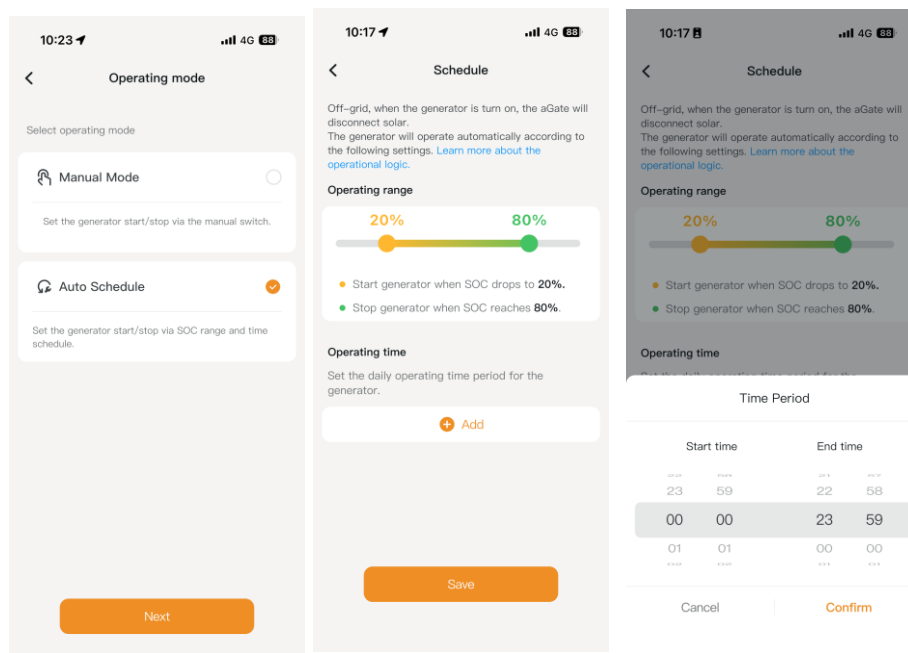 10:23
4G 88
Operating mode
Select operating mode
Manual Mode
Set the generator start/stop via the manual switch.
Auto Schedule
Set the generator start/stop via SOC range and time
schedule.
Next
10:17
4G 88
Schedule
Off-grid, when the generator is turn on, the aGate will
disconnect solar.
The generator will operate automatically according to
the following settings. Learn more about the
operational logic.
Operating range
20% 80%
Start generator when SOC drops to 20%.
Stop generator when SOC reaches 80%.
Operating time
Set the daily operating time period for the
generator.
Add
Save
10:17
4G 88
Schedule
Off-grid, when the generator is turn on, the aGate will
disconnect solar.
The generator will operate automatically according to
the following settings. Learn more about the
operational logic.
Operating range
20% 80%
Start generator when SOC drops to 20%.
Stop generator when SOC reaches 80%.
Operating time
Time Period
Start time End time
23 59 22 58
00 00 23 59
01 01 00 00
Cancel Confirm